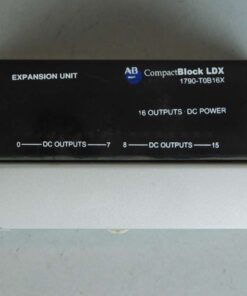 EXPANSION UNIT
AB CompactBlock LDX
1790-T0B16X
16 OUTPUTS DC POWER
0 DC OUTPUTS 7 8 DC OUTPUTS 15